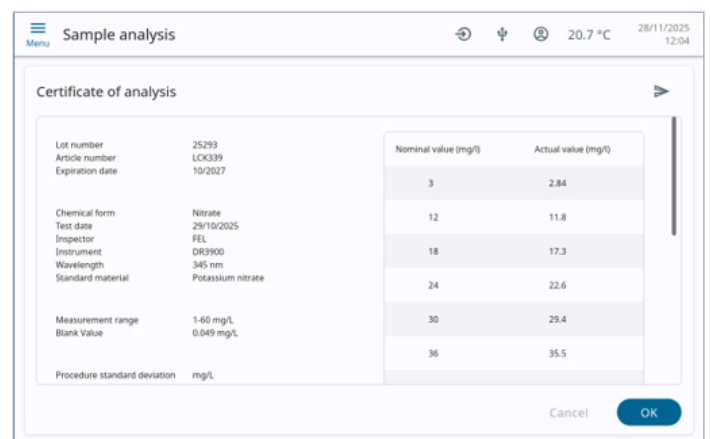 Menu
Sample analysis
20.7 °C
28/11/2025
12:04
Certificate of analysis
Lot number 25293
Article number LCK339
Expiration date 10/2027
Chemical form Nitrate
Test date 29/10/2025
Inspector FEL
Instrument DR3900
Wavelength 345 nm
Standard material Potassium nitrate
Measurement range 1-60 mg/L
Blank Value 0.049 mg/L
Procedure standard deviation mg/L
Nominal value (mg/l) Actual value (mg/l)
3 2.84
12 11.8
18 17.3
24 22.6
30 29.4
36 35.5
Cancel
OK